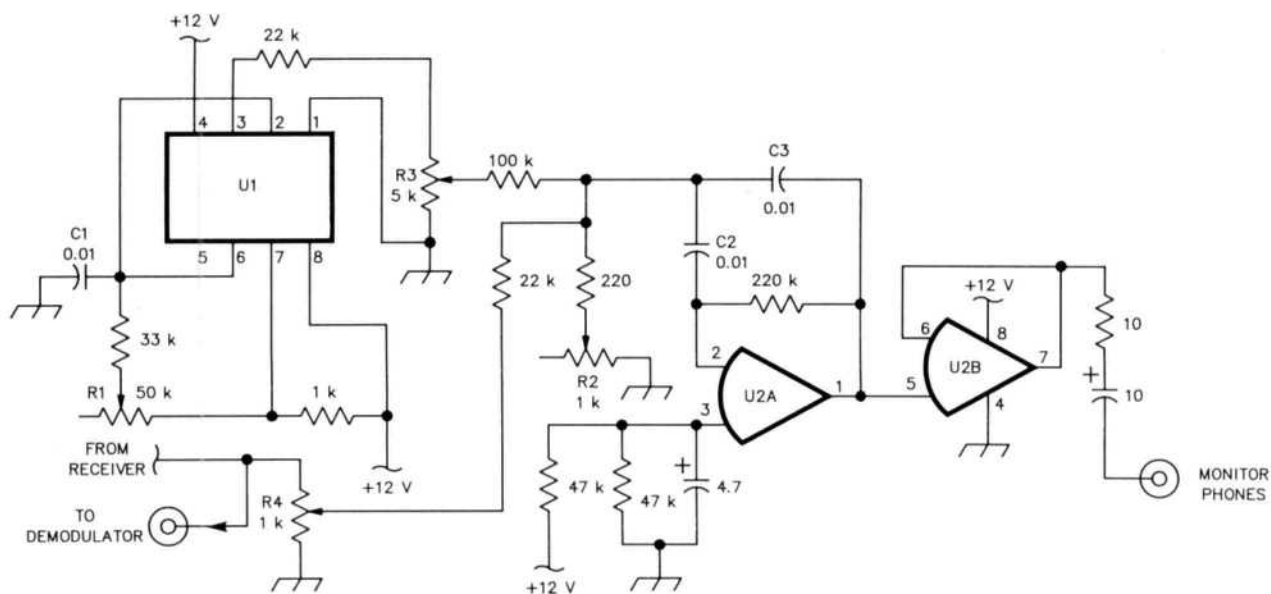 +12 V
22 k
4
3
2
1
U1
5
6
7
8
C1
0.01
R3
5 k
100 k
C3
0.01
C2
0.01
22 k
220
220 k
33 k
R1
50 k
1 k
+12 V
R2
1 k
2
3
U2A
1
+12 V
6
5
8
U2B
7
4
10
+
10
FROM
RECEIVER
TO
DEMODULATOR
R4
1 k
47 k
47 k
+
4.7
+12 V
MONITOR
PHONES